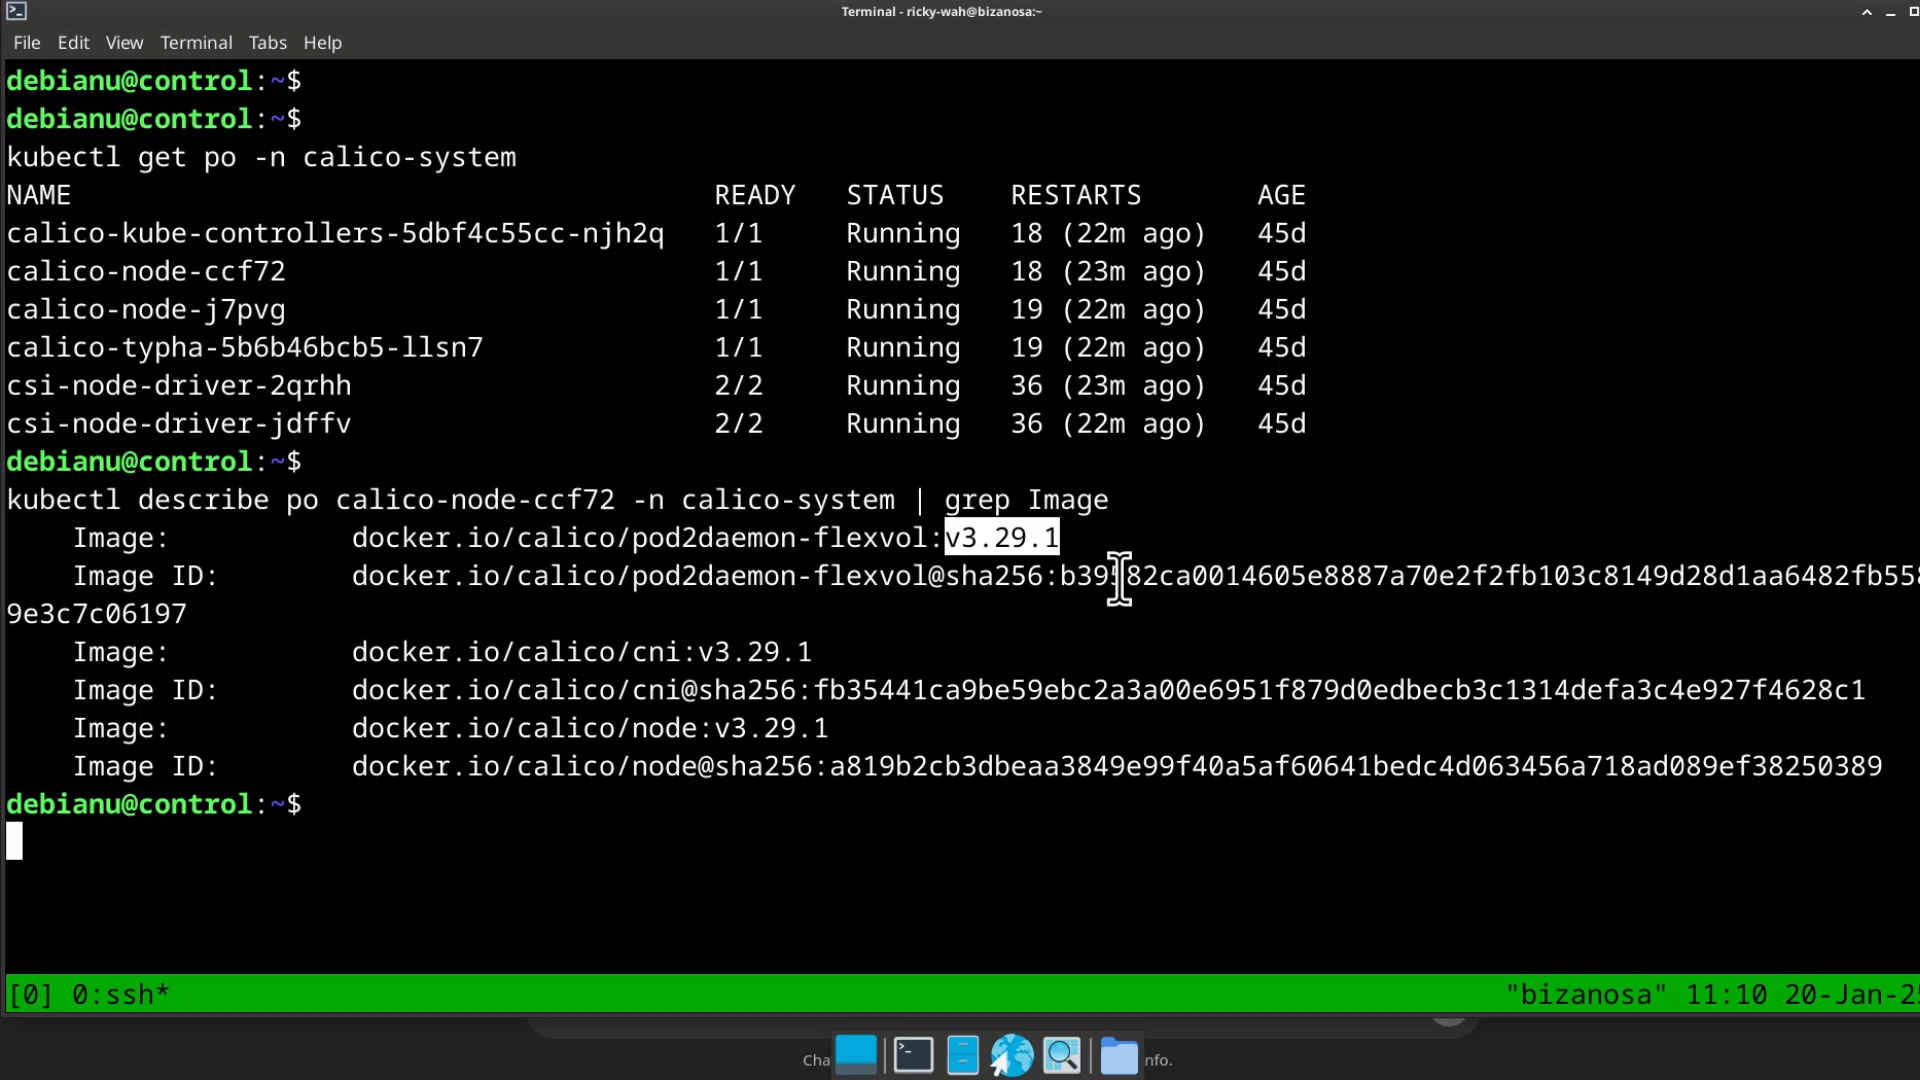 Terminal - ricky-wah@bizanosa:~
File Edit View Terminal Tabs Help
debianu@control:~$
debianu@control:~$
kubectl get po -n calico-system
NAME READY STATUS RESTARTS AGE
calico-kube-controllers-5dbf4c55cc-njh2q 1/1 Running 18 (22m ago) 45d
calico-node-ccf72 1/1 Running 18 (23m ago) 45d
calico-node-j7pvg 1/1 Running 19 (22m ago) 45d
calico-typha-5b6b46bcb5-llsn7 1/1 Running 19 (22m ago) 45d
csi-node-driver-2qrhh 2/2 Running 36 (23m ago) 45d
csi-node-driver-jdffv 2/2 Running 36 (22m ago) 45d
debianu@control:~$
kubectl describe po calico-node-ccf72 -n calico-system | grep Image
Image: docker.io/calico/pod2daemon-flexvol:v3.29.1
Image ID:
9e3c7c06197
Image: docker.io/calico/cni:v3.29.1
Image ID: docker.io/calico/cni@sha256:fb35441ca9be59ebc2a3a00e6951f879d0edbecb3c1314defa3c4e927f4628c1
Image: docker.io/calico/node:v3.29.1
Image ID: docker.io/calico/node@sha256:a819b2cb3dbeaa3849e99f40a5af60641bedc4d063456a718ad089ef38250389
debianu@control:~$
[0] 0:ssh* "bizanosa" 11:10 20-Jan-2
Cha nfo.